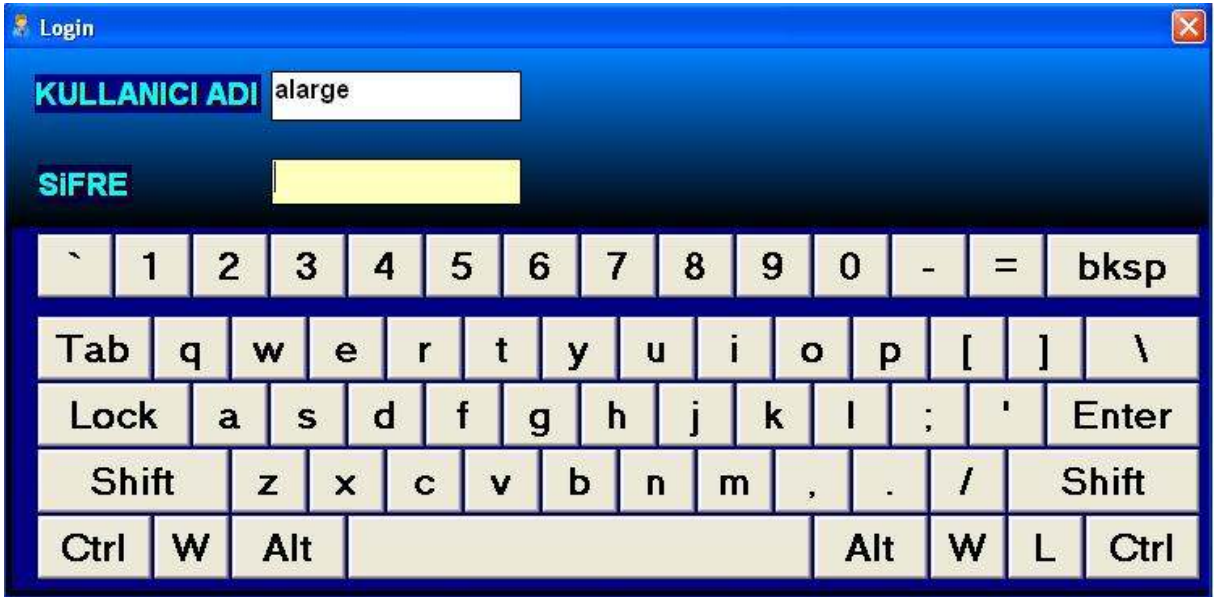 Login
KULLANICI ADI alarge
SiFRE
` 1 2 3 4 5 6 7 8 9 0 - = bksp
Tab q w e r t y u i o p [ ] \
Lock a s d f g h j k l ; ' Enter
Shift z x c v b n m , . / Shift
Ctrl W Alt Alt W L Ctrl